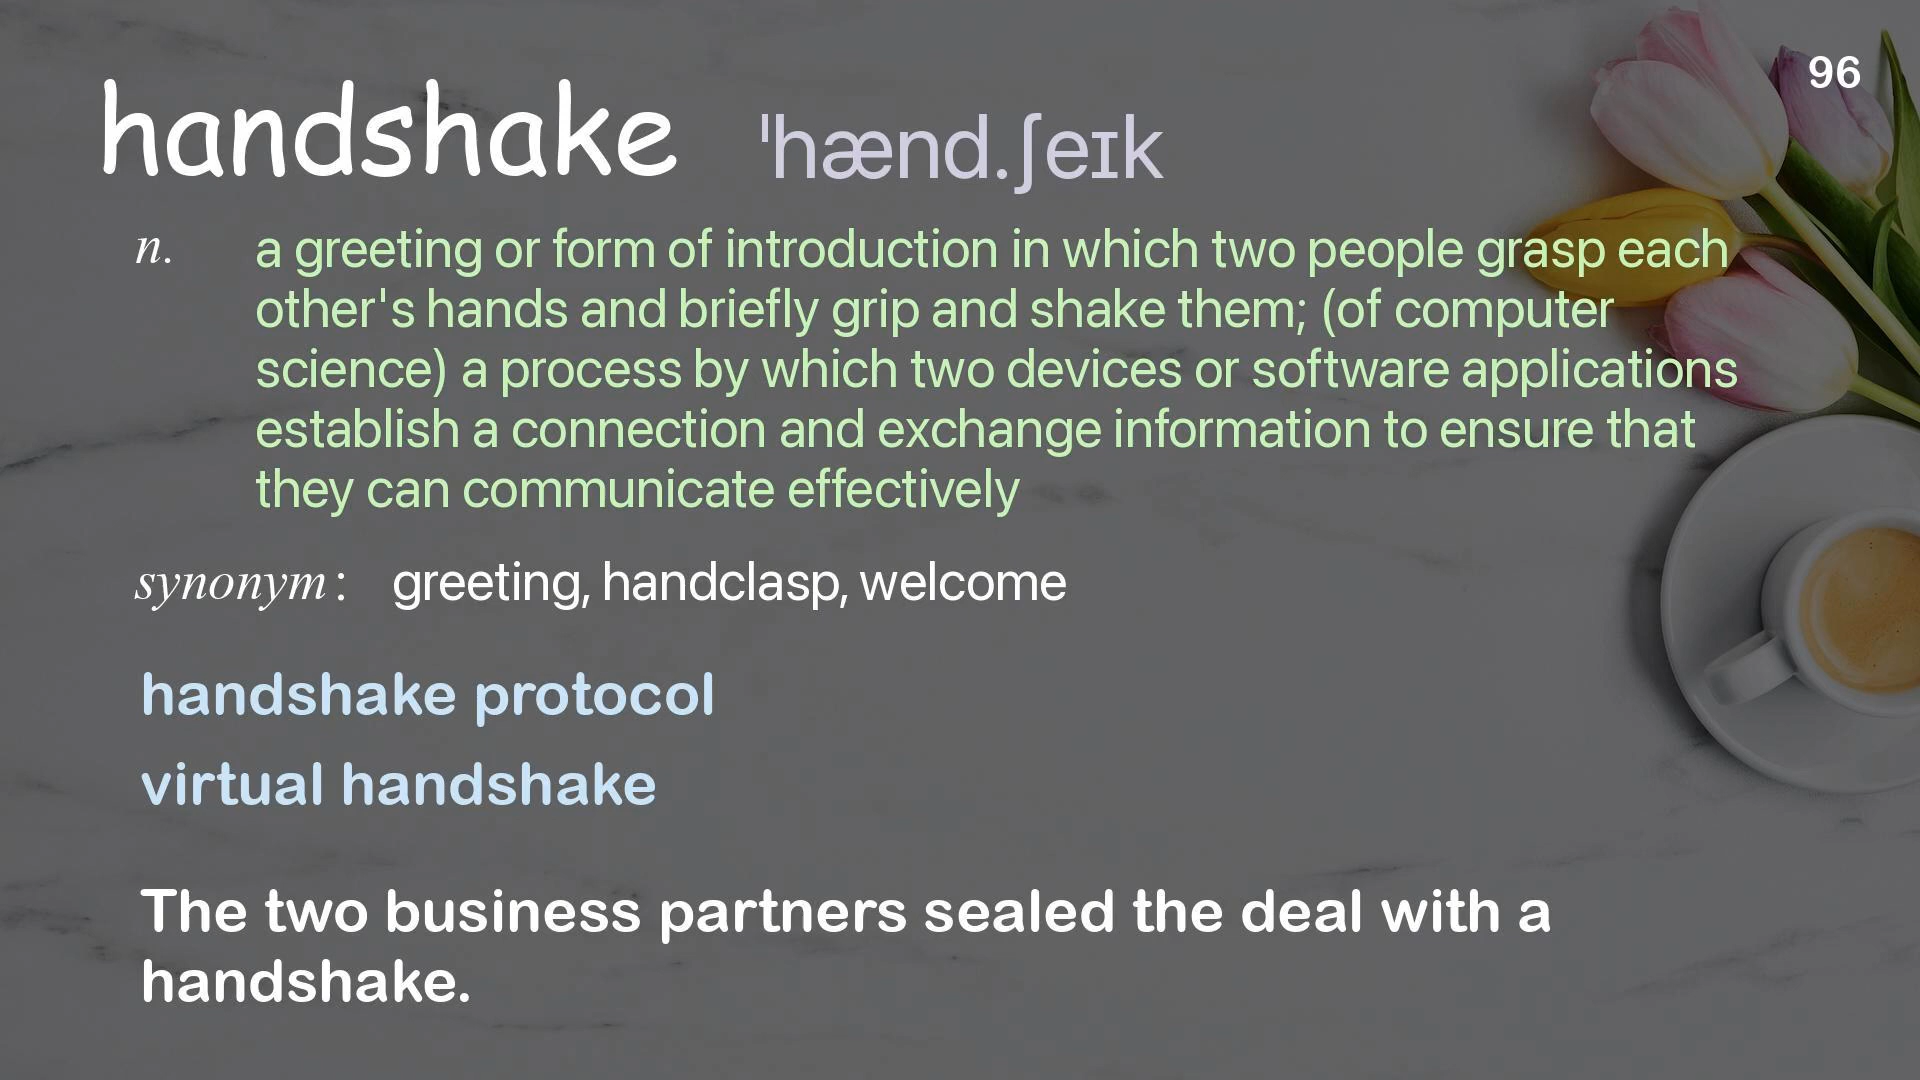 96
handshake ˈhænd.ʃeɪk
n. a greeting or form of introduction in which two people grasp each
other's hands and briefly grip and shake them; (of computer
science) a process by which two devices or software applications
establish a connection and exchange information to ensure that
they can communicate effectively
synonym: greeting, handclasp, welcome
handshake protocol
virtual handshake
The two business partners sealed the deal with a
handshake.